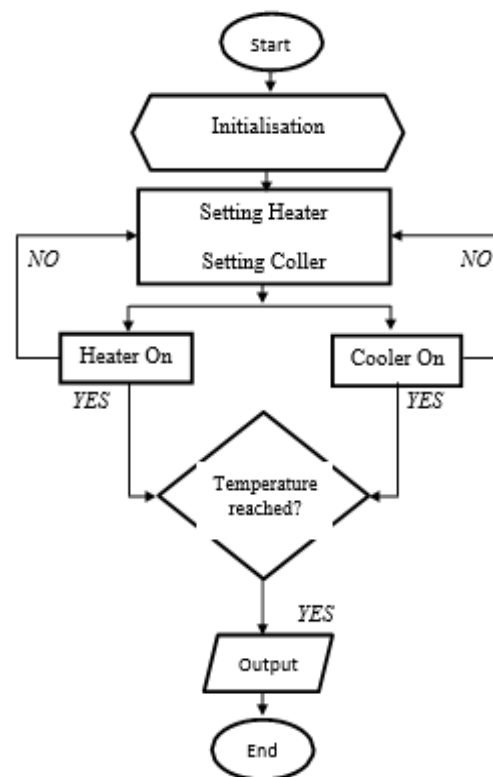 Start
Initialisation
Setting Heater
Setting Coller
NO
NO
Heater On
Cooler On
YES
YES
Temperature
reached?
YES
Output
End